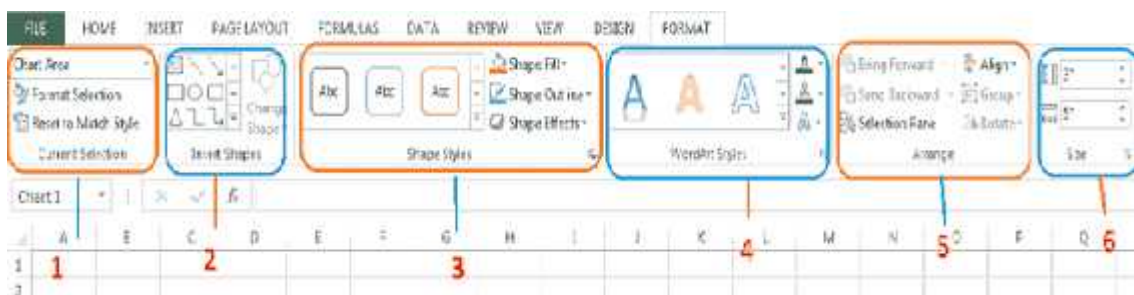 FILE HOME INSERT PAGE LAYOUT FORMULAS DATA REVIEW VIEW DESIGN FORMAT
Chart Area
Format Selection
Reset to Match Style
Current Selection
Change
Shape
Insert Shapes
Abc Abc Abc
Shape Fill
Shape Outline
Shape Effects
Shape Styles
A A A A A A
WordArt Styles
Bring Forward Align
Send Backward Group
Selection Pane Rotate
Arrange
3"
5"
Size
Chart 1 fx
A B C D E F G H I J K L M N O P Q
1 2 3 4 5 6
1
2